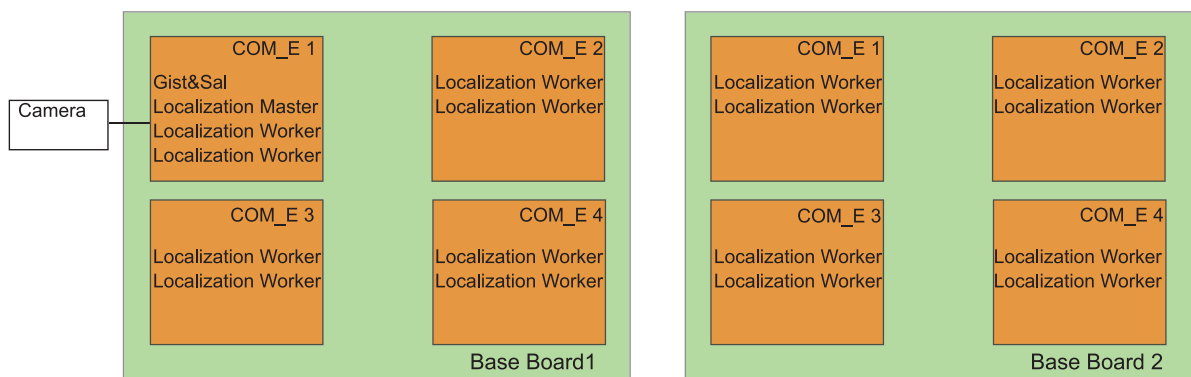 Camera
COM_E 1
Gist&Sal
Localization Master
Localization Worker
Localization Worker
COM_E 2
Localization Worker
Localization Worker
COM_E 3
Localization Worker
Localization Worker
COM_E 4
Localization Worker
Localization Worker
Base Board1
COM_E 1
Localization Worker
Localization Worker
COM_E 2
Localization Worker
Localization Worker
COM_E 3
Localization Worker
Localization Worker
COM_E 4
Localization Worker
Localization Worker
Base Board 2